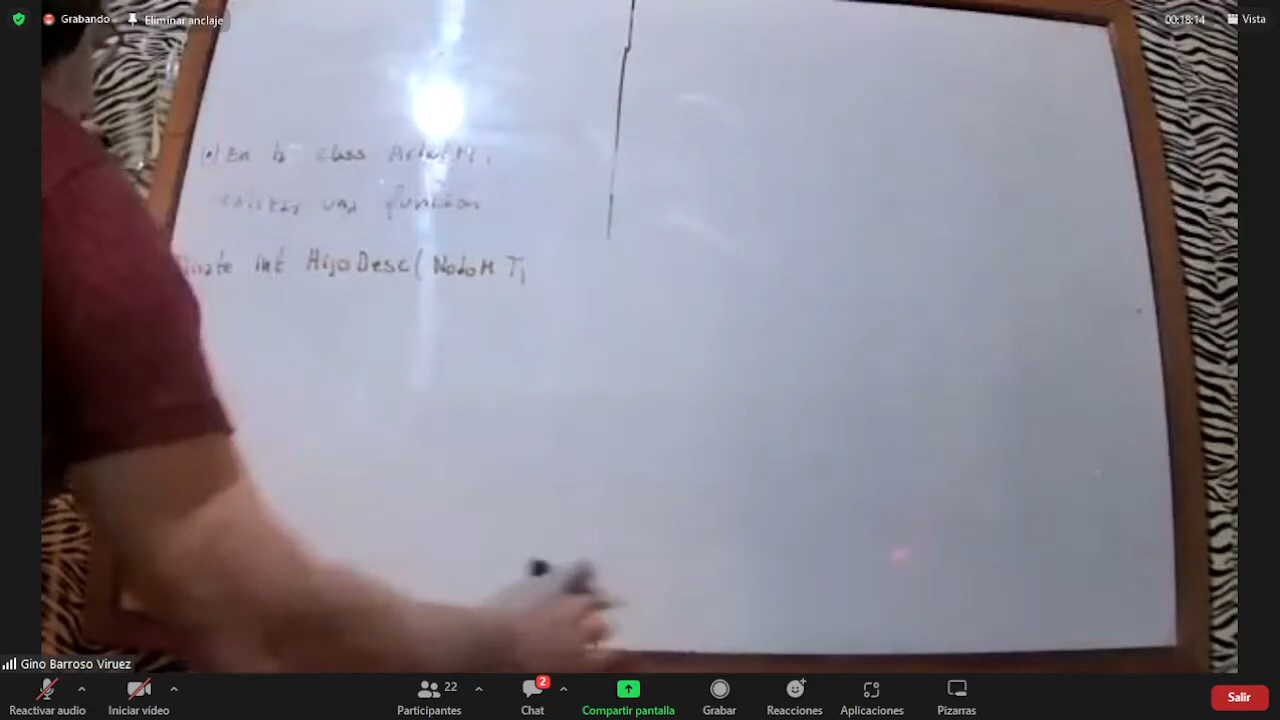 Grabando
Eliminar anclaje
00:18:14
Vista
En la class ArbolM,
realizar una función
int HijoDesc( NodoM T,
Gino Barroso Viruez
22
2
Reactivar audio
Iniciar vídeo
Participantes
Chat
Compartir pantalla
Grabar
Reacciones
Aplicaciones
Pizarras
Salir